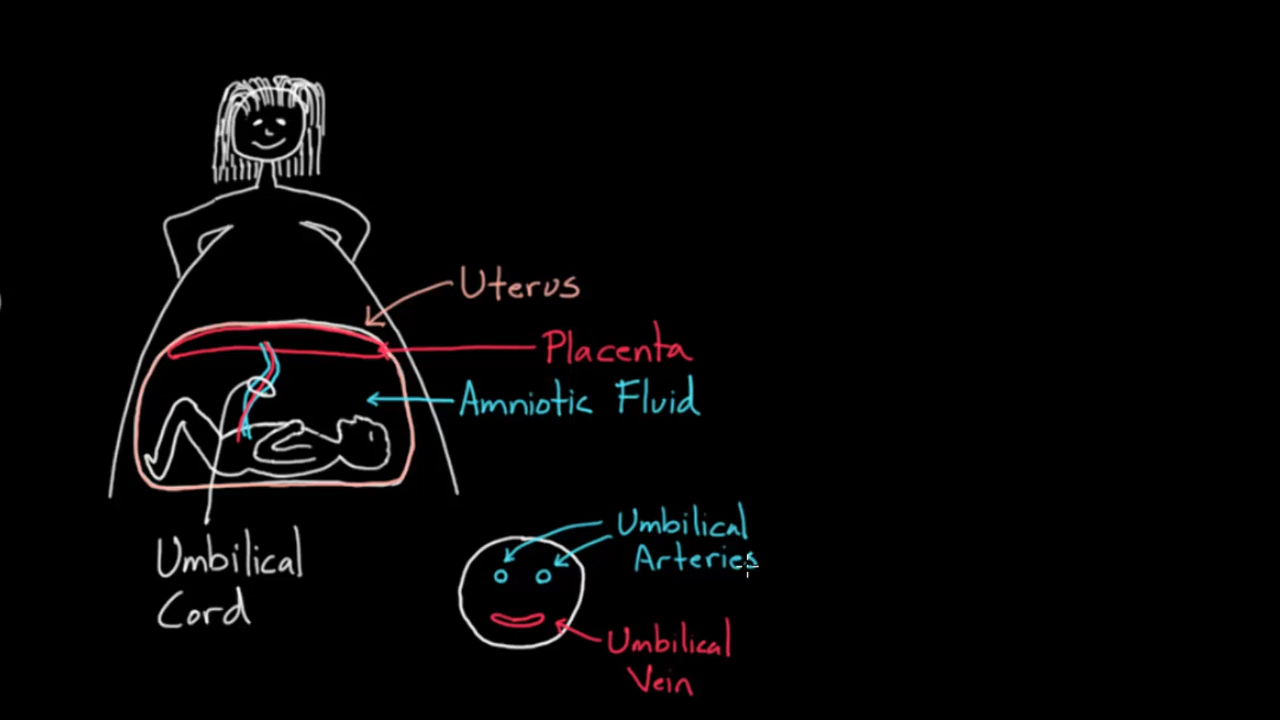 Uterus
Placenta
Amniotic Fluid
Umbilical
Cord
Umbilical
Arteries
Umbilical
Vein